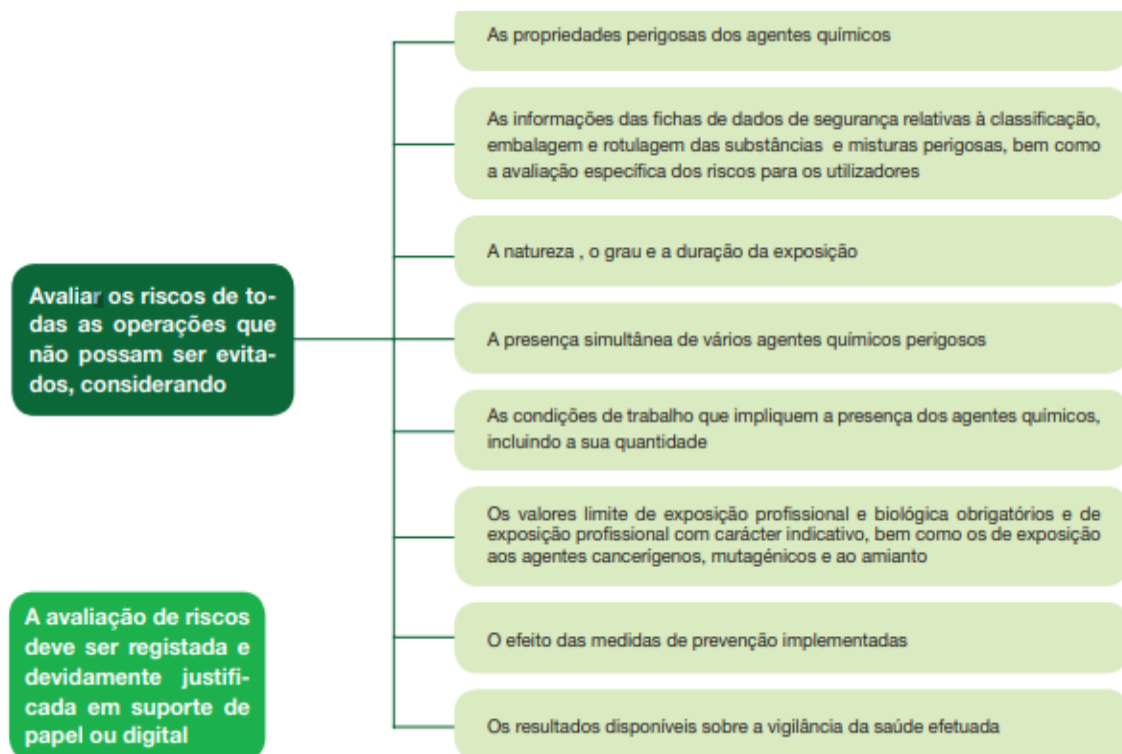 As propriedades perigosas dos agentes químicos
As informações das fichas de dados de segurança relativas à classificação,
embalagem e rotulagem das substâncias e misturas perigosas, bem como
a avaliação específica dos riscos para os utilizadores
A natureza , o grau e a duração da exposição
Avaliar os riscos de to-
das as operações que
não possam ser evita-
dos, considerando
A presença simultânea de vários agentes químicos perigosos
As condições de trabalho que impliquem a presença dos agentes químicos,
incluindo a sua quantidade
Os valores limite de exposição profissional e biológica obrigatórios e de
exposição profissional com carácter indicativo, bem como os de exposição
aos agentes cancerígenos, mutagénicos e ao amianto
O efeito das medidas de prevenção implementadas
Os resultados disponíveis sobre a vigilância da saúde efetuada
A avaliação de riscos
deve ser registada e
devidamente justifi-
cada em suporte de
papel ou digital